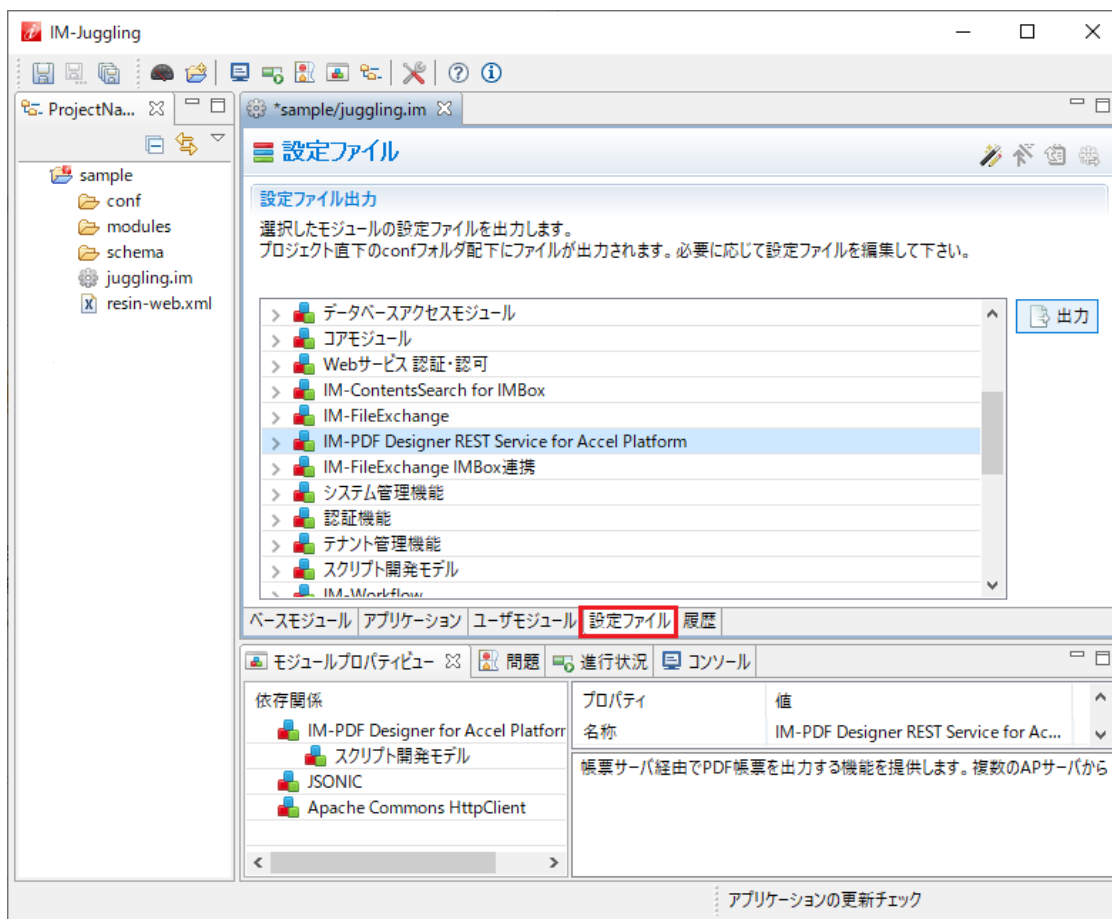 IM-Juggling
ProjectNa...
*sample/juggling.im
sample
conf
modules
schema
juggling.im
resin-web.xml
設定ファイル
設定ファイル出力
選択したモジュールの設定ファイルを出力します。
プロジェクト直下のconfフォルダ配下にファイルが出力されます。必要に応じて設定ファイルを編集して下さい。
データベースアクセスモジュール
コアモジュール
Webサービス 認証・認可
IM-ContentsSearch for IMBox
IM-FileExchange
IM-PDF Designer REST Service for Accel Platform
IM-FileExchange IMBox連携
システム管理機能
認証機能
テナント管理機能
スクリプト開発モデル
IM-Workflow
出力
ベースモジュール アプリケーション ユーザモジュール 設定ファイル 履歴
モジュールプロパティビュー 問題 進行状況 コンソール
依存関係
IM-PDF Designer for Accel Platform
スクリプト開発モデル
JSONIC
Apache Commons HttpClient
プロパティ 値
名称 IM-PDF Designer REST Service for Ac...
帳票サーバ経由でPDF帳票を出力する機能を提供します。複数のAPサーバから
アプリケーションの更新チェック